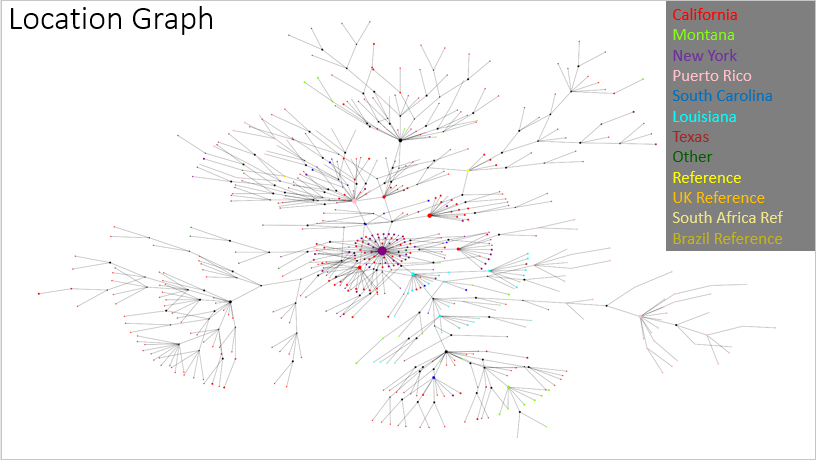 Location Graph
California
Montana
New York
Puerto Rico
South Carolina
Louisiana
Texas
Other
Reference
UK Reference
South Africa Ref
Brazil Reference